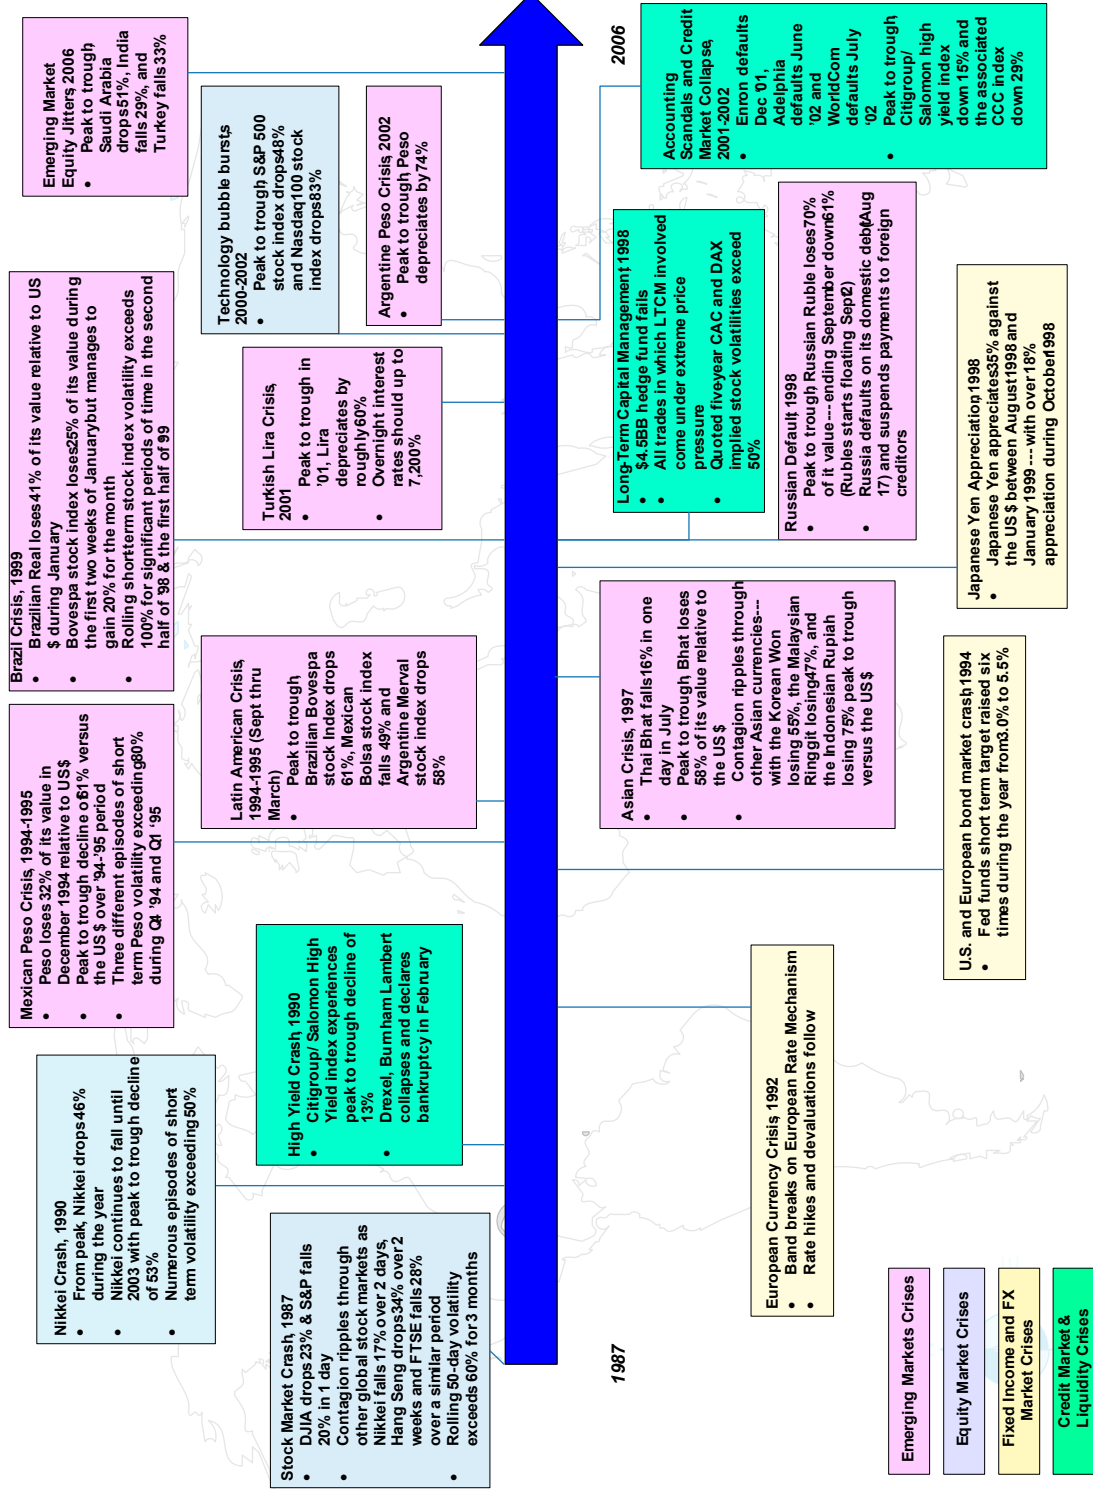 Stock Market Crash, 1987
• DJIA drops 23% & S&P falls
20% in 1 day
• Contagion ripples through
other global stock markets as
Nikkei falls 17% over 2 days,
Hang Seng drops 34% over 2
weeks and FTSE falls 28%
over a similar period
• Rolling 50-day volatility
exceeds 60% for 3 months
Nikkei Crash, 1990
• From peak, Nikkei drops 46%
during the year
• Nikkei continues to fall until
2003 with peak to trough decline
of 53%
• Numerous episodes of short
term volatility exceeding 50%
High Yield Crash, 1990
• Citigroup/ Salomon High
Yield index experiences
peak to trough decline of
13%
• Drexel, Burnham Lambert
collapses and declares
bankruptcy in February
Mexican Peso Crisis, 1994-1995
• Peso loses 32% of its value in
December 1994 relative to US$
• Peak to trough decline of 61% versus
the US $ over '94-'95 period
• Three different episodes of short
term Peso volatility exceeding 80%
during Q4 '94 and Q1 '95
Latin American Crisis,
1994-1995 (Sept thru
March)
• Peak to trough,
Brazilian Bovespa
stock Index drops
61%, Mexican
Bolsa stock index
falls 49% and
Argentine Merval
stock index drops
58%
Brazil Crisis, 1999
• Brazilian Real loses 41% of its value relative to US
$ during January
• Bovespa stock index loses 25% of its value during
the first two weeks of January but manages to
gain 20% for the month
• Rolling short-term stock index volatility exceeds
100% for significant periods of time in the second
half of '98 & the first half of 99
Turkish Lira Crisis,
2001
• Peak to trough in
'01, Lira
depreciates by
roughly 60%
• Overnight interest
rates should up to
7,200%
Technology bubble bursts,
2000-2002
• Peak to trough, S&P 500
stock index drops 48%
and Nasdaq 100 stock
index drops 83%
Argentine Peso Crisis, 2002
• Peak to trough, Peso
depreciates by 74%
Emerging Market
Equity Jitters, 2006
• Peak to trough,
Saudi Arabia
drops 51%, India
falls 29%, and
Turkey falls 33%
1987
2006
European Currency Crisis, 1992
• Band breaks on European Rate Mechanism
• Rate hikes and devaluations follow
U.S. and European bond market crash, 1994
• Fed funds short term target raised six
times during the year from 3.0% to 5.5%
Asian Crisis, 1997
• Thai Bhat falls 16% in one
day in July
• Peak to trough, Bhat loses
58% of its value relative to
the US $
• Contagion ripples through
other Asian currencies---
with the Korean Won
losing 55%, the Malaysian
Ringgit losing 47%, and
the Indonesian Rupiah
losing 75% peak to trough
versus the US $
Japanese Yen Appreciation, 1998
• Japanese Yen appreciates 35% against
the US $ between August 1998 and
January 1999 --- with over 18%
appreciation during October 1998
Long-Term Capital Management, 1998
• $4.5BB hedge fund fails
• All trades in which LTCM involved
come under extreme price
pressure
• Quoted five-year CAC and DAX
implied stock volatilities exceed
50%
Russian Default, 1998
• Peak to trough, Russian Ruble loses 70%
of it value --- ending September down 61%
(Rubles starts floating Sept 2)
• Russia defaults on its domestic debt (Aug
17) and suspends payments to foreign
creditors
Accounting
Scandals and Credit
Market Collapse,
2001-2002
• Enron defaults
Dec '01,
Adelphia
defaults June
'02 and
WorldCom
defaults July
'02
• Peak to trough,
Citigroup/
Salomon high
yield index
down 15% and
the associated
CCC index
down 29%
Emerging Markets Crises
Equity Market Crises
Fixed Income and FX
Market Crises
Credit Market &
Liquidity Crises